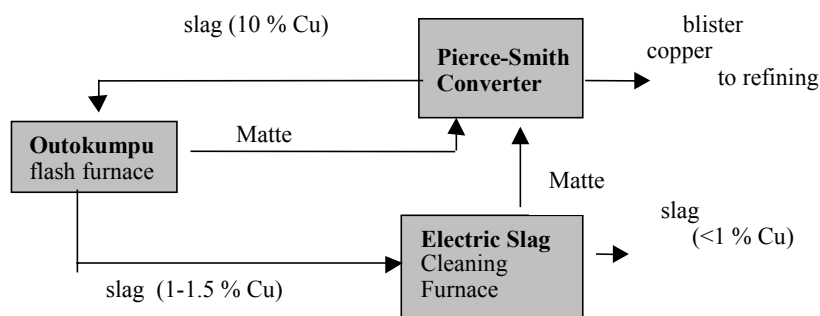 slag (10 % Cu)
blister
copper
to refining
Pierce-Smith
Converter
Outokumpu
flash furnace
Matte
Matte
slag
(<1 % Cu)
Electric Slag
Cleaning
Furnace
slag (1-1.5 % Cu)